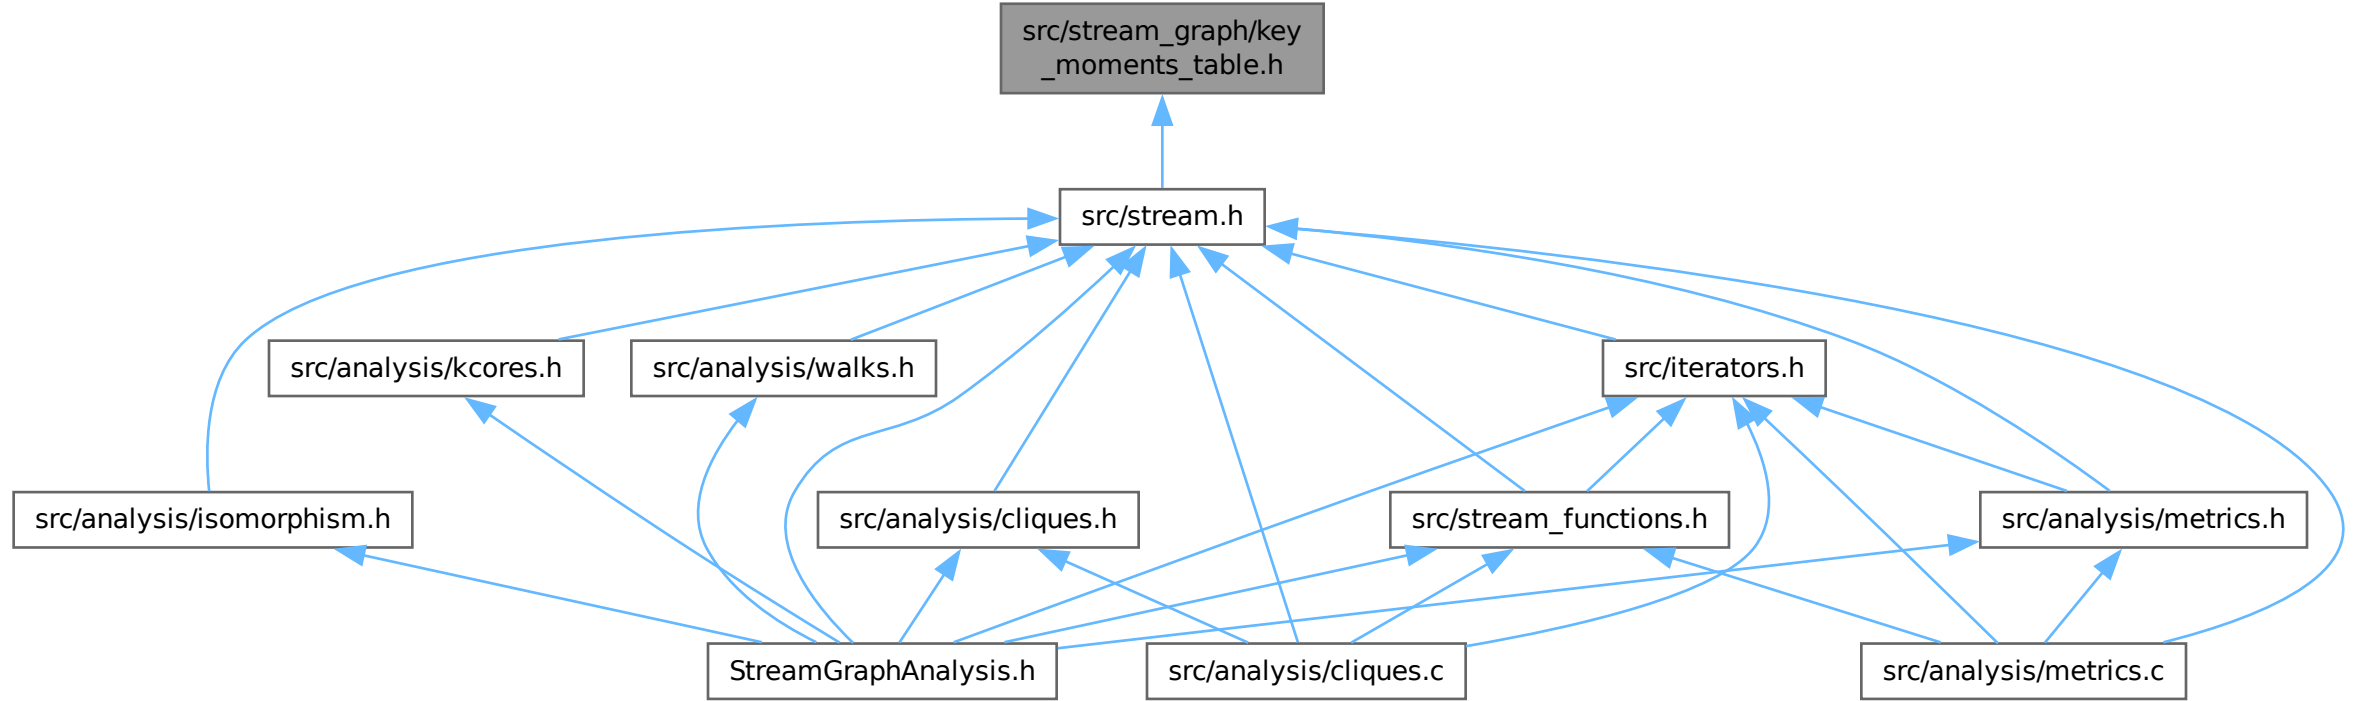 src/stream_graph/key
_moments_table.h
src/stream.h
src/analysis/kcores.h
src/analysis/walks.h
src/iterators.h
src/analysis/isomorphism.h
src/analysis/cliques.h
src/stream_functions.h
src/analysis/metrics.h
StreamGraphAnalysis.h
src/analysis/cliques.c
src/analysis/metrics.c